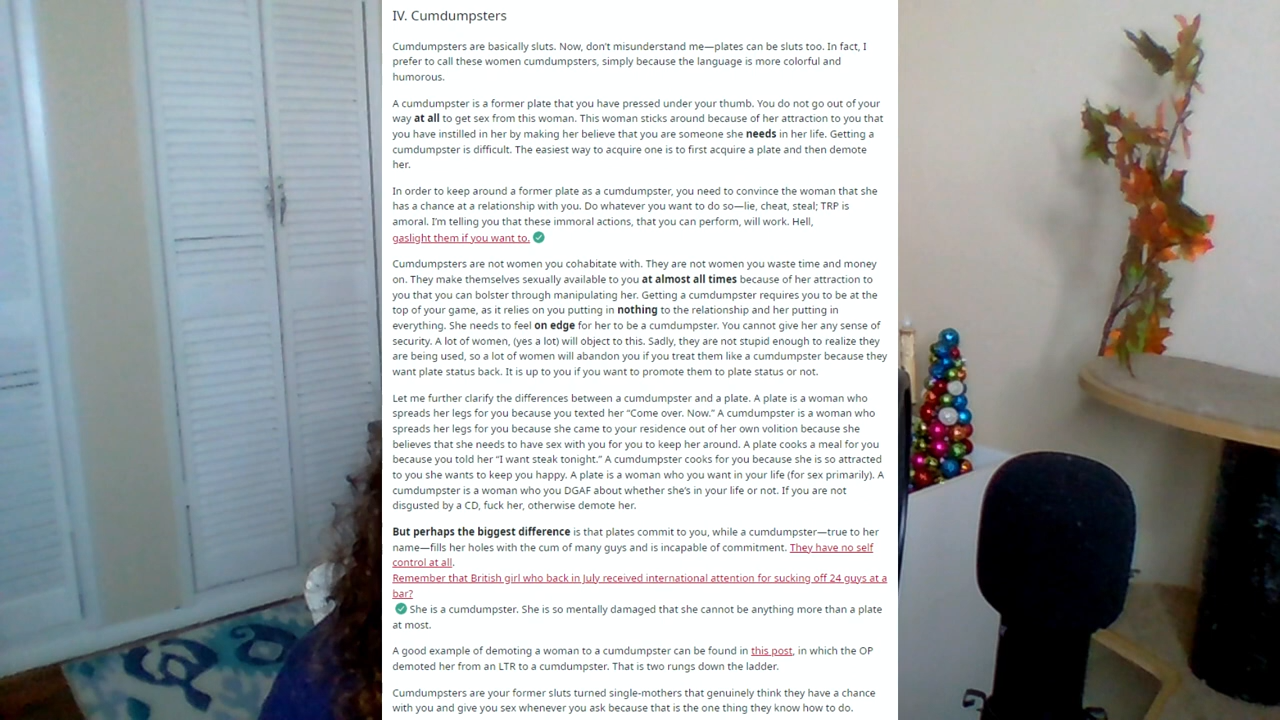 IV. Cumdumpsters
Cumdumpsters are basically sluts. Now, don't misunderstand me—plates can be sluts too. In fact, I
prefer to call these women cumdumpsters, simply because the language is more colorful and
humorous.
A cumdumpster is a former plate that you have pressed under your thumb. You do not go out of your
way at all to get sex from this woman. This woman sticks around because of her attraction to you that
you have instilled in her by making her believe that you are someone she needs in her life. Getting a
cumdumpster is difficult. The easiest way to acquire one is to first acquire a plate and then demote
her.
In order to keep around a former plate as a cumdumpster, you need to convince the woman that she
has a chance at a relationship with you. Do whatever you want to do so—lie, cheat, steal; TRP is
amoral. I'm telling you that these immoral actions, that you can perform, will work. Hell,
gaslight them if you want to.
Cumdumpsters are not women you cohabitate with. They are not women you waste time and money
on. They make themselves sexually available to you at almost all times because of her attraction to
you that you can bolster through manipulating her. Getting a cumdumpster requires you to be at the
top of your game, as it relies on you putting in nothing to the relationship and her putting in
everything. She needs to feel on edge for her to be a cumdumpster. You cannot give her any sense of
security. A lot of women, (yes a lot) will object to this. Sadly, they are not stupid enough to realize they
are being used, so a lot of women will abandon you if you treat them like a cumdumpster because they
want plate status back. It is up to you if you want to promote them to plate status or not.
Let me further clarify the differences between a cumdumpster and a plate. A plate is a woman who
spreads her legs for you because you texted her "Come over. Now." A cumdumpster is a woman who
spreads her legs for you because she came to your residence out of her own volition because she
believes that she needs to have sex with you for you to keep her around. A plate cooks a meal for you
because you told her "I want steak tonight." A cumdumpster cooks for you because she is so attracted
to you she wants to keep you happy. A plate is a woman who you want in your life (for sex primarily). A
cumdumpster is a woman who you DGAF about whether she's in your life or not. If you are not
disgusted by a CD, fuck her, otherwise demote her.
But perhaps the biggest difference is that plates commit to you, while a cumdumpster—true to her
name—fills her holes with the cum of many guys and is incapable of commitment. They have no self
control at all.
Remember that British girl who back in July received international attention for sucking off 24 guys at a
bar?
She is a cumdumpster. She is so mentally damaged that she cannot be anything more than a plate
at most.
A good example of demoting a woman to a cumdumpster can be found in this post, in which the OP
demoted her from an LTR to a cumdumpster. That is two rungs down the ladder.
Cumdumpsters are your former sluts turned single-mothers that genuinely think they have a chance
with you and give you sex whenever you ask because that is the one thing they know how to do.